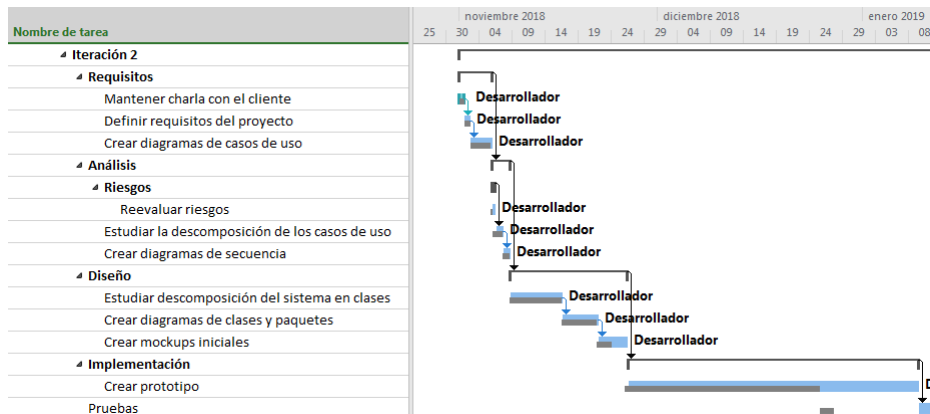 noviembre 2018 diciembre 2018 enero 2019
Nombre de tarea 25 30 04 09 14 19 24 29 04 09 14 19 24 29 03 08
Iteración 2
Requisitos
Mantener charla con el cliente Desarrollador
Definir requisitos del proyecto Desarrollador
Crear diagramas de casos de uso Desarrollador
Análisis
Riesgos
Reevaluar riesgos Desarrollador
Estudiar la descomposición de los casos de uso Desarrollador
Crear diagramas de secuencia Desarrollador
Diseño
Estudiar descomposición del sistema en clases Desarrollador
Crear diagramas de clases y paquetes Desarrollador
Crear mockups iniciales Desarrollador
Implementación
Crear prototipo
Pruebas